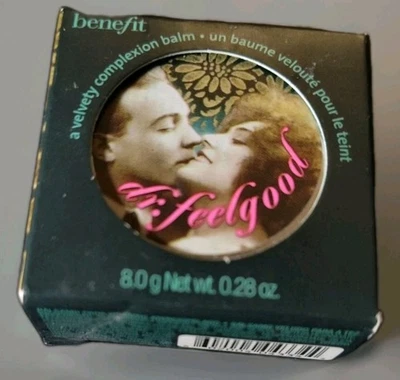 benefit
a velvety complexion balm • un baume velouté pour le teint
dr. feelgood
8.0 g Net wt. 0.28 oz.